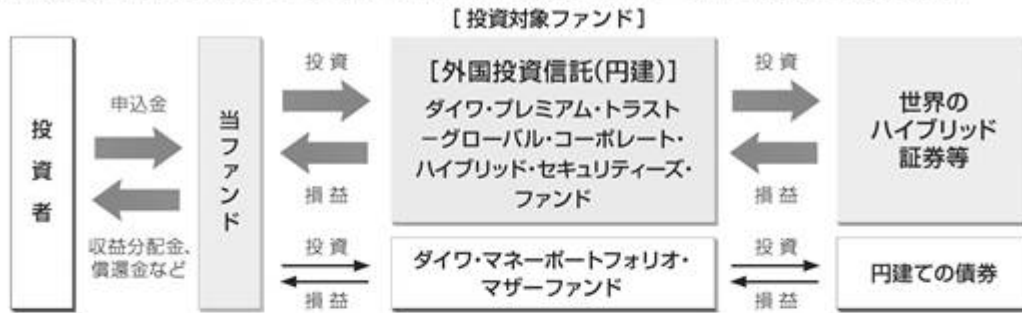 [投資対象ファンド]
投資者
申込金
収益分配金、
償還金など
当ファンド
投資
損益
投資
損益
[外国投資信託(円建)]
ダイワ・プレミアム・トラスト
－グローバル・コーポレート・
ハイブリッド・セキュリティーズ・
ファンド
ダイワ・マネーポートフォリオ・
マザーファンド
投資
損益
投資
損益
世界の
ハイブリッド
証券等
円建ての債券